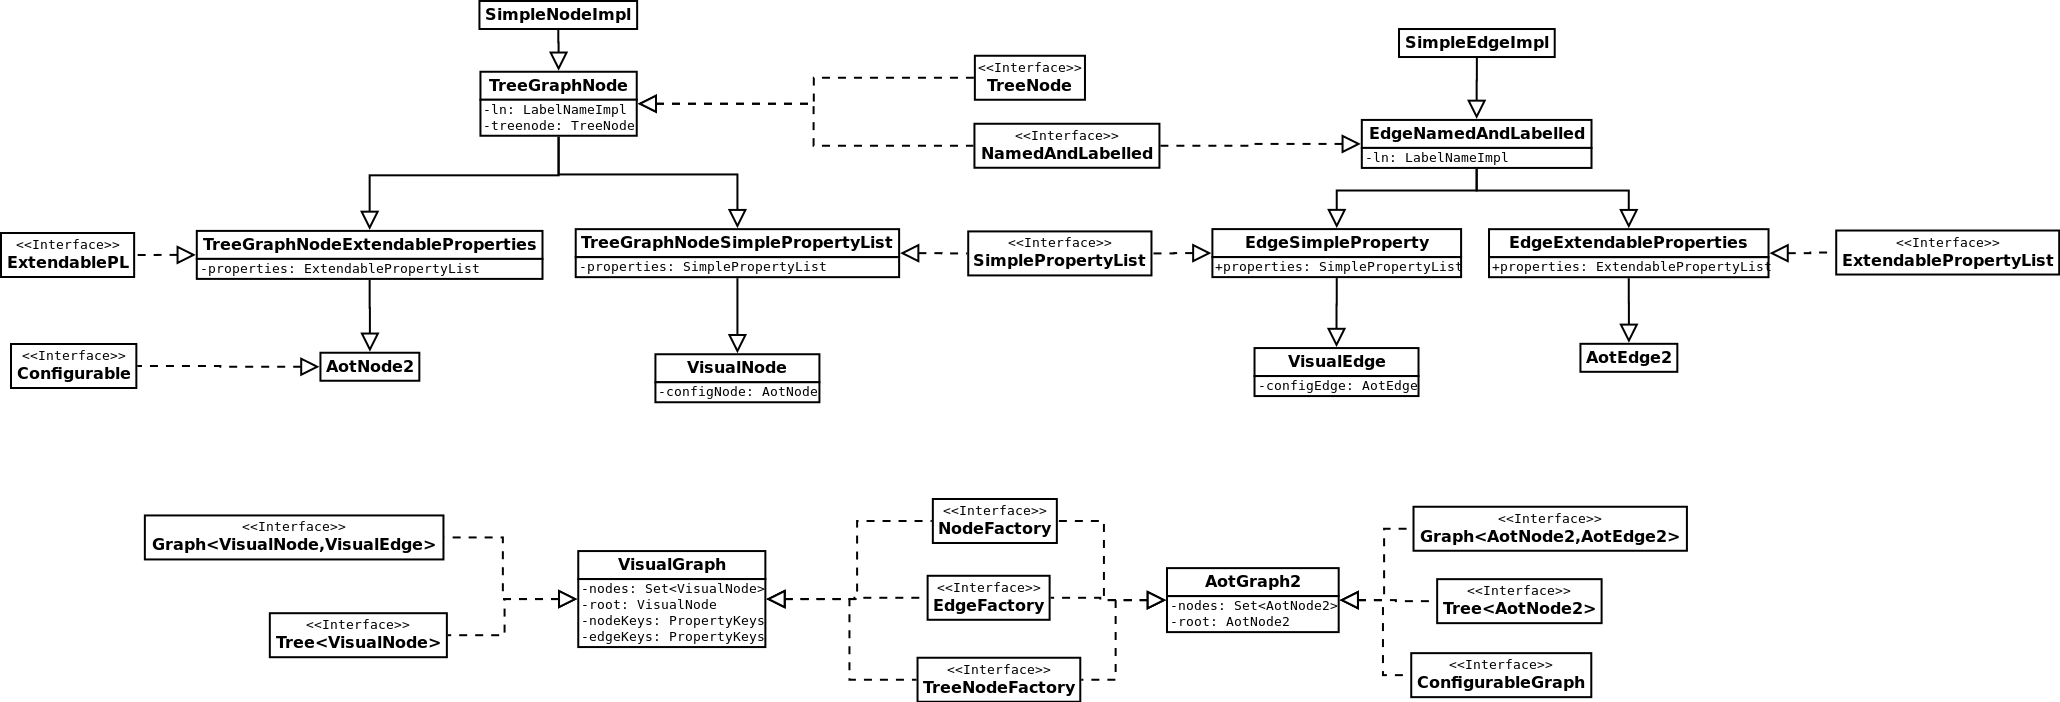 SimpleNodeImpl
TreeGraphNode
-ln: LabelNameImpl
-treenode: TreeNode
<<Interface>>
TreeNode
<<Interface>>
NamedAndLabelled
SimpleEdgeImpl
EdgeNamedAndLabelled
-ln: LabelNameImpl
<<Interface>>
ExtendablePL
TreeGraphNodeExtendableProperties
-properties: ExtendablePropertyList
TreeGraphNodeSimplePropertyList
-properties: SimplePropertyList
<<Interface>>
SimplePropertyList
EdgeSimpleProperty
+properties: SimplePropertyList
EdgeExtendableProperties
+properties: ExtendablePropertyList
<<Interface>>
ExtendablePropertyList
<<Interface>>
Configurable
AotNode2
VisualNode
-configNode: AotNode
VisualEdge
-configEdge: AotEdge
AotEdge2
<<Interface>>
Graph<VisualNode,VisualEdge>
<<Interface>>
Tree<VisualNode>
VisualGraph
-nodes: Set<VisualNode>
-root: VisualNode
-nodeKeys: PropertyKeys
-edgeKeys: PropertyKeys
<<Interface>>
NodeFactory
<<Interface>>
EdgeFactory
<<Interface>>
TreeNodeFactory
AotGraph2
-nodes: Set<AotNode2>
-root: AotNode2
<<Interface>>
Graph<AotNode2,AotEdge2>
<<Interface>>
Tree<AotNode2>
<<Interface>>
ConfigurableGraph